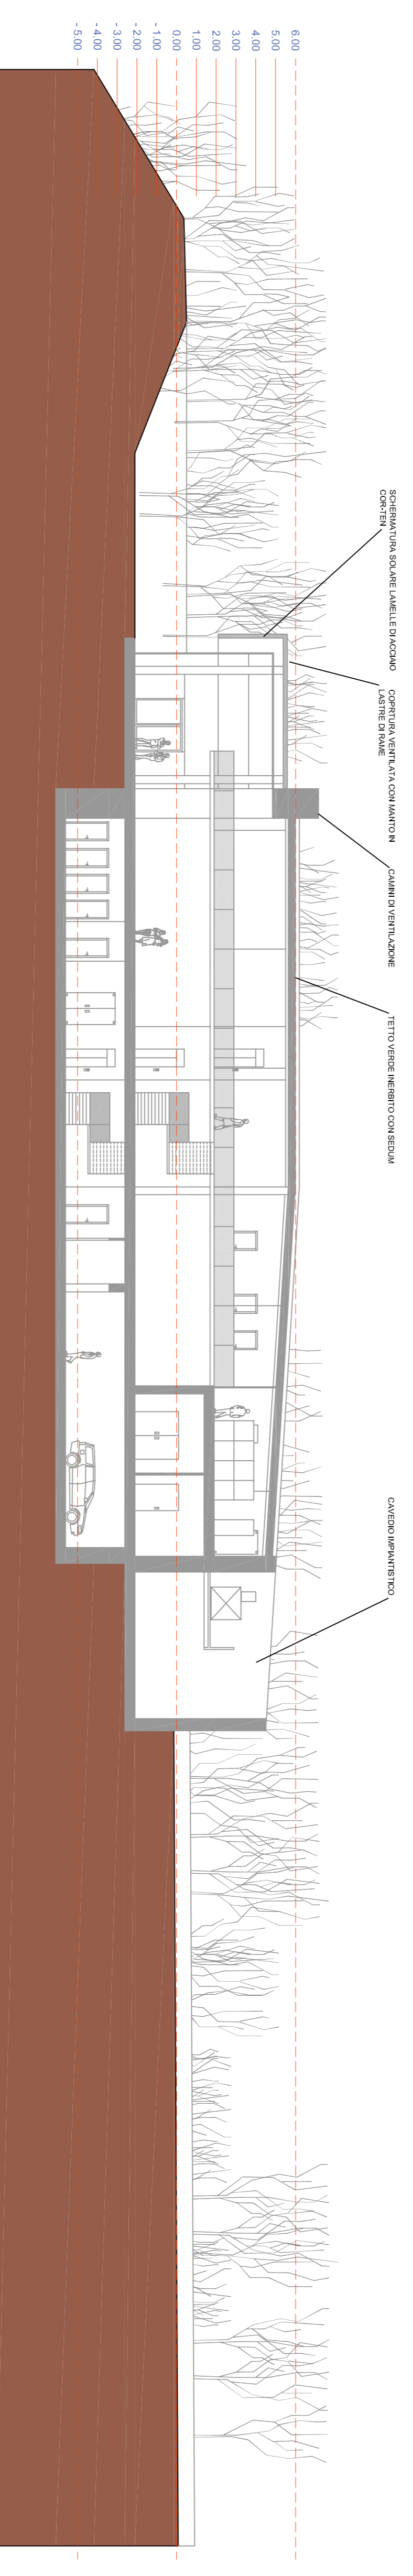 6.00
5.00
4.00
3.00
2.00
1.00
0.00
- 1.00
- 2.00
- 3.00
- 4.00
- 5.00
SCHERMATURA SOLARE LAMELLE DI ACCIAIO
COR-TEN
COPRTURA VENTILATA CON MANTO IN
LASTRE DI RAME
CAMINI DI VENTILAZIONE
TETTO VERDE INERBITO CON SEDUM
CAVEDIO IMPIANTISTICO